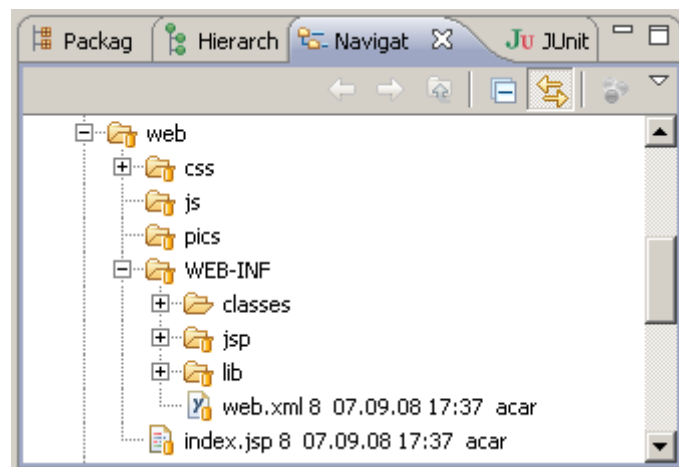 Packag Hierarch Navigat JUnit
web
css
js
pics
WEB-INF
classes
jsp
lib
web.xml 8 07.09.08 17:37 acar
index.jsp 8 07.09.08 17:37 acar